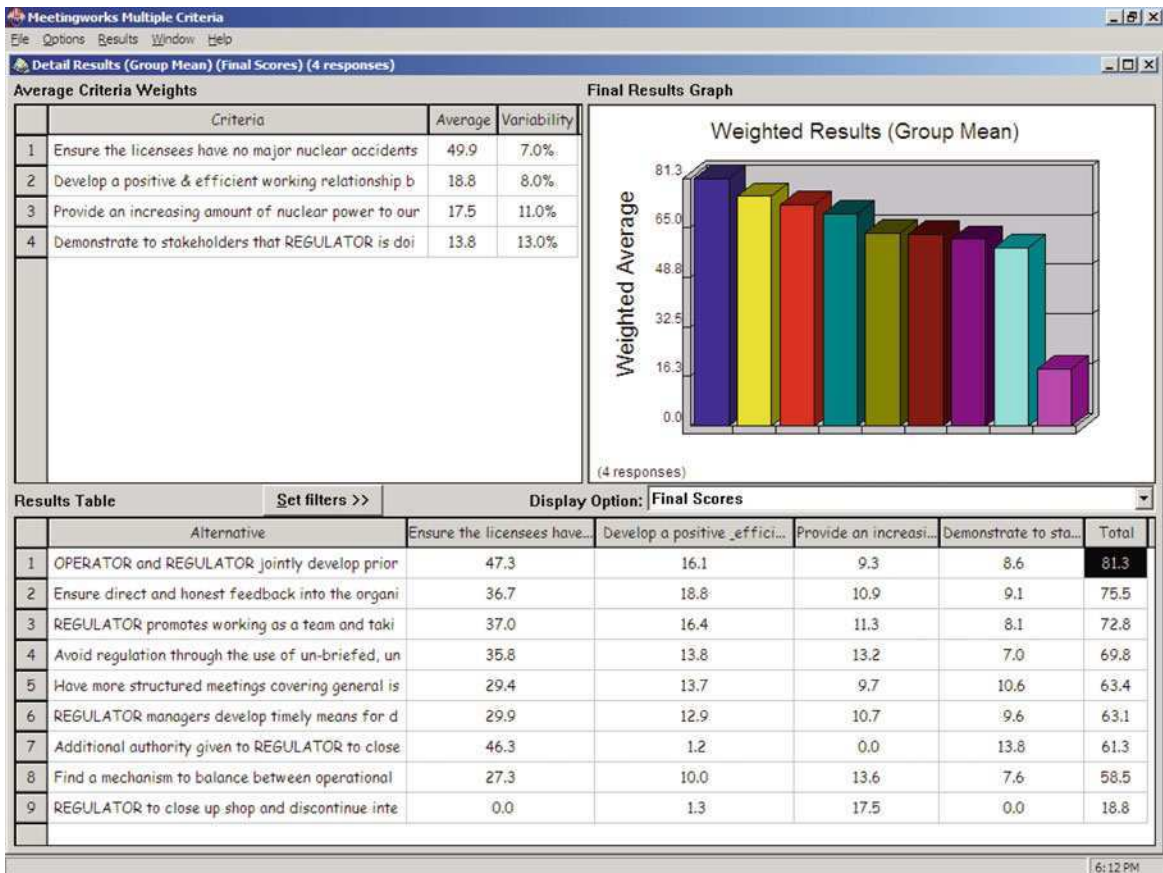 Meetingworks Multiple Criteria
File Options Results Window Help
Detail Results (Group Mean) (Final Scores) (4 responses)
Average Criteria Weights
Criteria Average Variability
1 Ensure the licensees have no major nuclear accidents 49.9 7.0%
2 Develop a positive & efficient working relationship b 18.8 8.0%
3 Provide an increasing amount of nuclear power to our 17.5 11.0%
4 Demonstrate to stakeholders that REGULATOR is doi 13.8 13.0%
Final Results Graph
Weighted Results (Group Mean)
Weighted Average
81.3
65.0
48.8
32.5
16.3
0.0
(4 responses)
Results Table Set filters >> Display Option: Final Scores
Alternative Ensure the licensees have... Develop a positive _effici... Provide an increasi... Demonstrate to sta... Total
1 OPERATOR and REGULATOR jointly develop prior 47.3 16.1 9.3 8.6 81.3
2 Ensure direct and honest feedback into the organi 36.7 18.8 10.9 9.1 75.5
3 REGULATOR promotes working as a team and taki 37.0 16.4 11.3 8.1 72.8
4 Avoid regulation through the use of un-briefed, un 35.8 13.8 13.2 7.0 69.8
5 Have more structured meetings covering general is 29.4 13.7 9.7 10.6 63.4
6 REGULATOR managers develop timely means for d 29.9 12.9 10.7 9.6 63.1
7 Additional authority given to REGULATOR to close 46.3 1.2 0.0 13.8 61.3
8 Find a mechanism to balance between operational 27.3 10.0 13.6 7.6 58.5
9 REGULATOR to close up shop and discontinue inte 0.0 1.3 17.5 0.0 18.8
6:12 PM